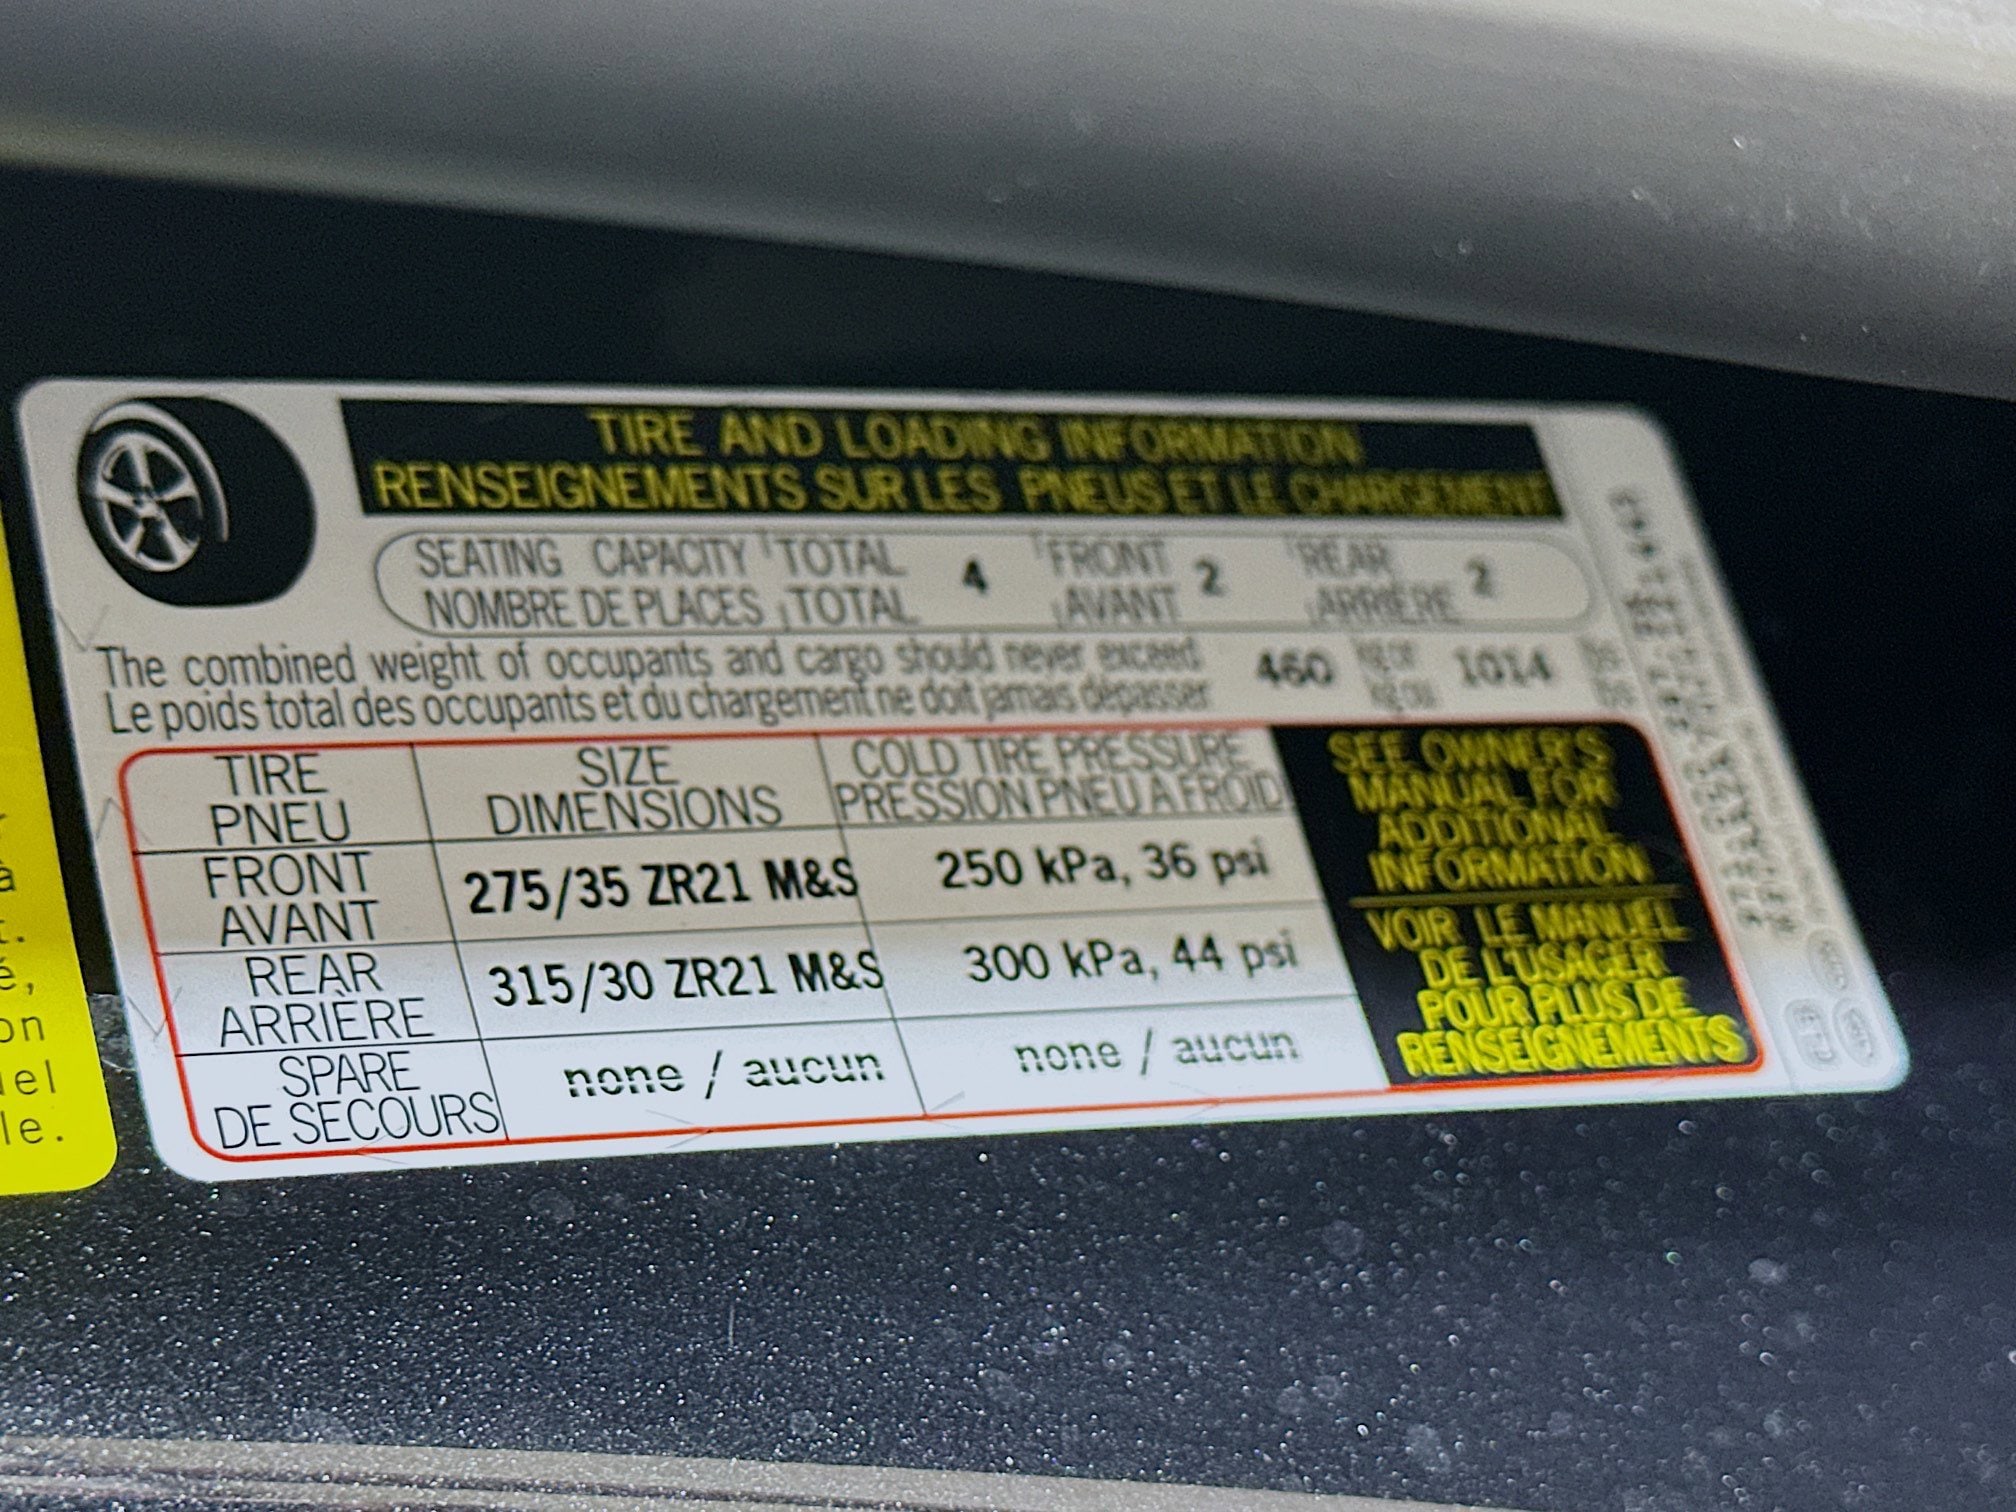 TIRE AND LOADING INFORMATION
RENSEIGNEMENTS SUR LES PNEUS ET LE CHARGEMENT
SEATING CAPACITY TOTAL 4 FRONT 2 REAR 2
NOMBRE DE PLACES TOTAL AVANT ARRIÈRE
The combined weight of occupants and cargo should never exceed 460 kg or 1014
Le poids total des occupants et du chargement ne doit jamais dépasser kg ou
TIRE SIZE COLD TIRE PRESSURE
PNEU DIMENSIONS PRESSION PNEU À FROID
FRONT 275/35 ZR21 M&S 250 kPa, 36 psi
AVANT
REAR 315/30 ZR21 M&S 300 kPa, 44 psi
ARRIÈRE
SPARE none / aucun none / aucun
DE SECOURS
SEE OWNER'S
MANUAL FOR
ADDITIONAL
INFORMATION
VOIR LE MANUEL
DE L'USAGER
POUR PLUS DE
RENSEIGNEMENTS
à
é,
on
el
le.